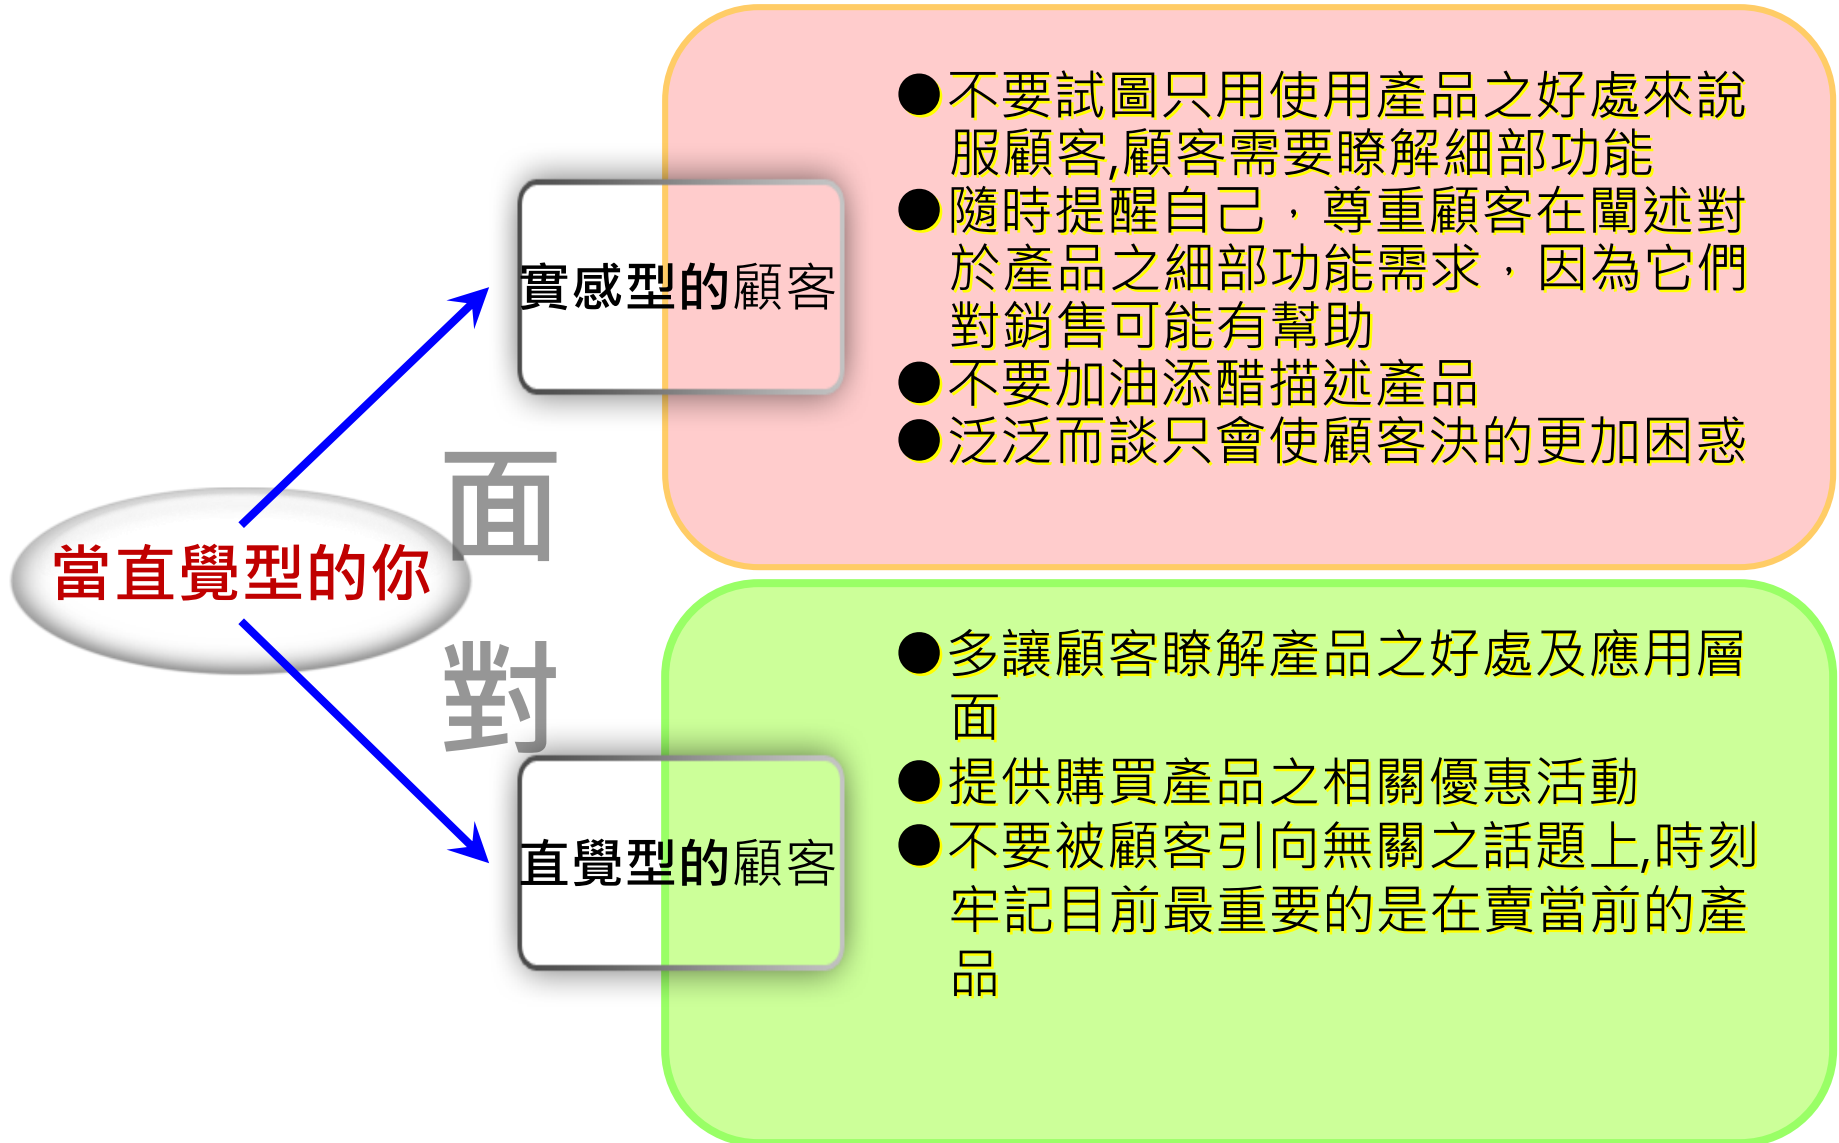 當直覺型的你
面
對
實感型的顧客
●不要試圖只用使用產品之好處來說
服顧客,顧客需要瞭解細部功能
●隨時提醒自己，尊重顧客在闡述對
於產品之細部功能需求，因為它們
對銷售可能有幫助
●不要加油添醋描述產品
●泛泛而談只會使顧客決的更加困惑
直覺型的顧客
●多讓顧客瞭解產品之好處及應用層
面
●提供購買產品之相關優惠活動
●不要被顧客引向無關之話題上,時刻
牢記目前最重要的是在賣當前的產
品